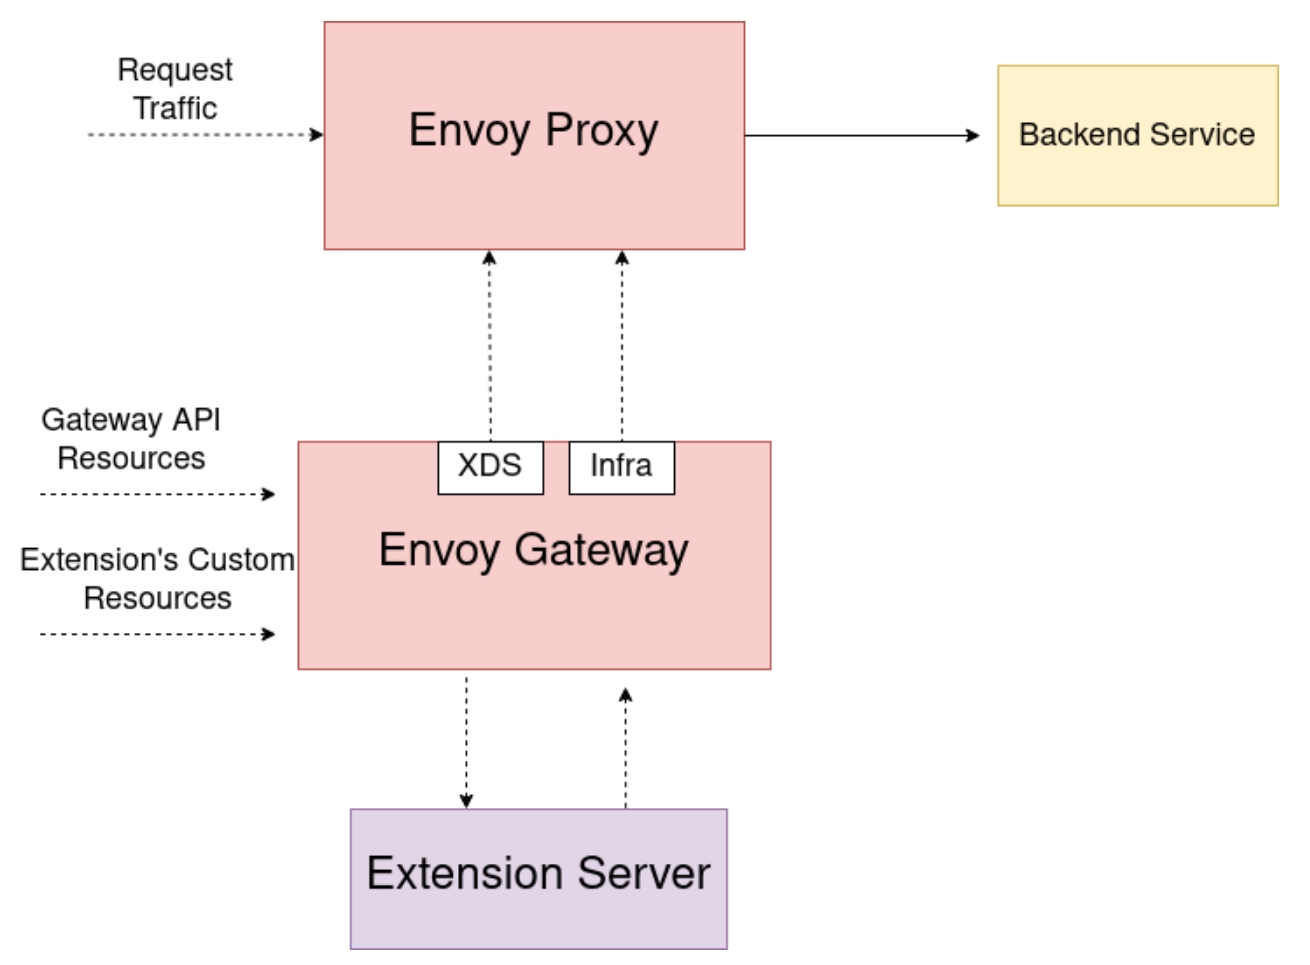 Request
Traffic
Envoy Proxy
Backend Service
Gateway API
Resources
XDS
Infra
Extension's Custom
Resources
Envoy Gateway
Extension Server